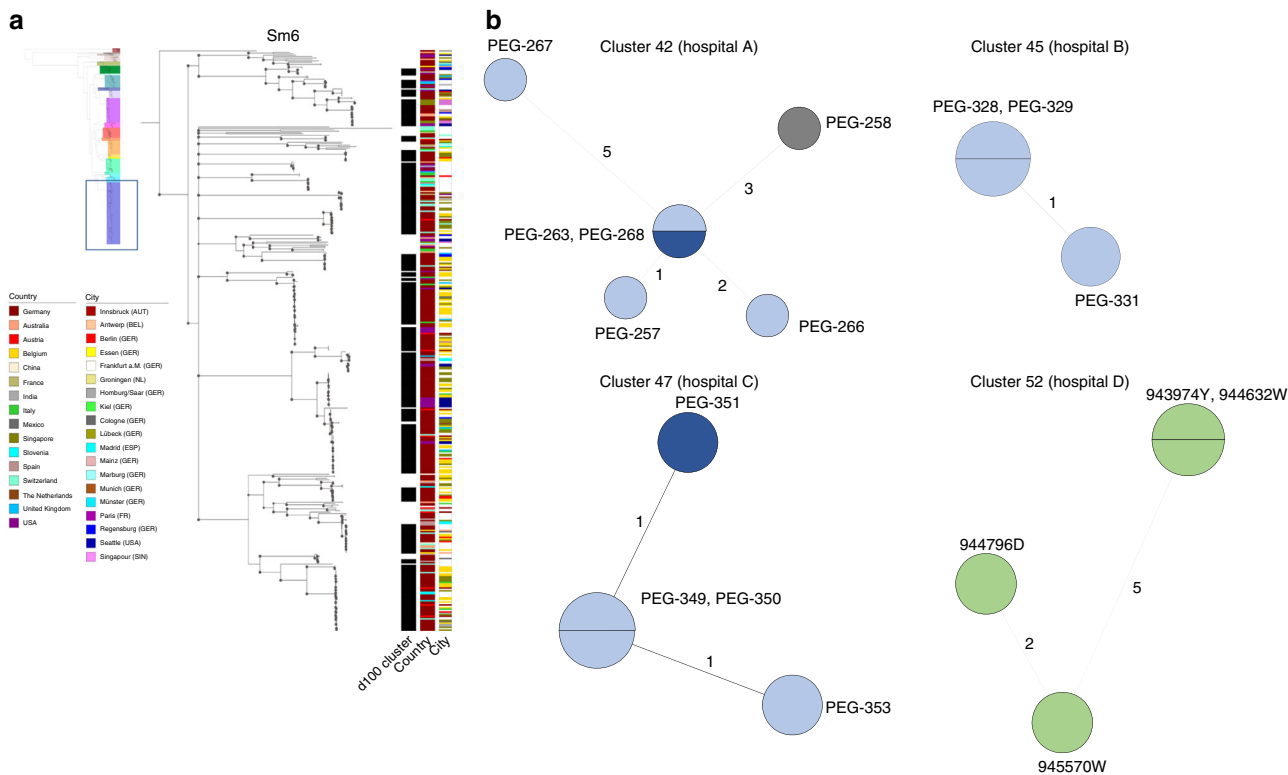 a
Sm6
Country
Germany
Australia
Austria
Belgium
China
France
India
Italy
Mexico
Singapore
Slovenia
Spain
Switzerland
The Netherlands
United Kingdom
USA
City
Innsbruck (AUT)
Antwerp (BEL)
Berlin (GER)
Essen (GER)
Frankfurt a.M. (GER)
Groningen (NL)
Homburg/Saar (GER)
Kiel (GER)
Cologne (GER)
Lübeck (GER)
Madrid (ESP)
Mainz (GER)
Marburg (GER)
Munich (GER)
Münster (GER)
Paris (FR)
Regensburg (GER)
Seattle (USA)
Singapour (SIN)
d100 cluster
Country
City
b
Cluster 42 (hospital A)
PEG-267
PEG-258
5
3
PEG-263, PEG-268
1
2
PEG-257
PEG-266
Cluster 45 (hospital B)
PEG-328, PEG-329
1
PEG-331
Cluster 47 (hospital C)
PEG-351
1
PEG-349, PEG-350
1
PEG-353
Cluster 52 (hospital D)
943974Y, 944632W
944796D
5
2
945570W